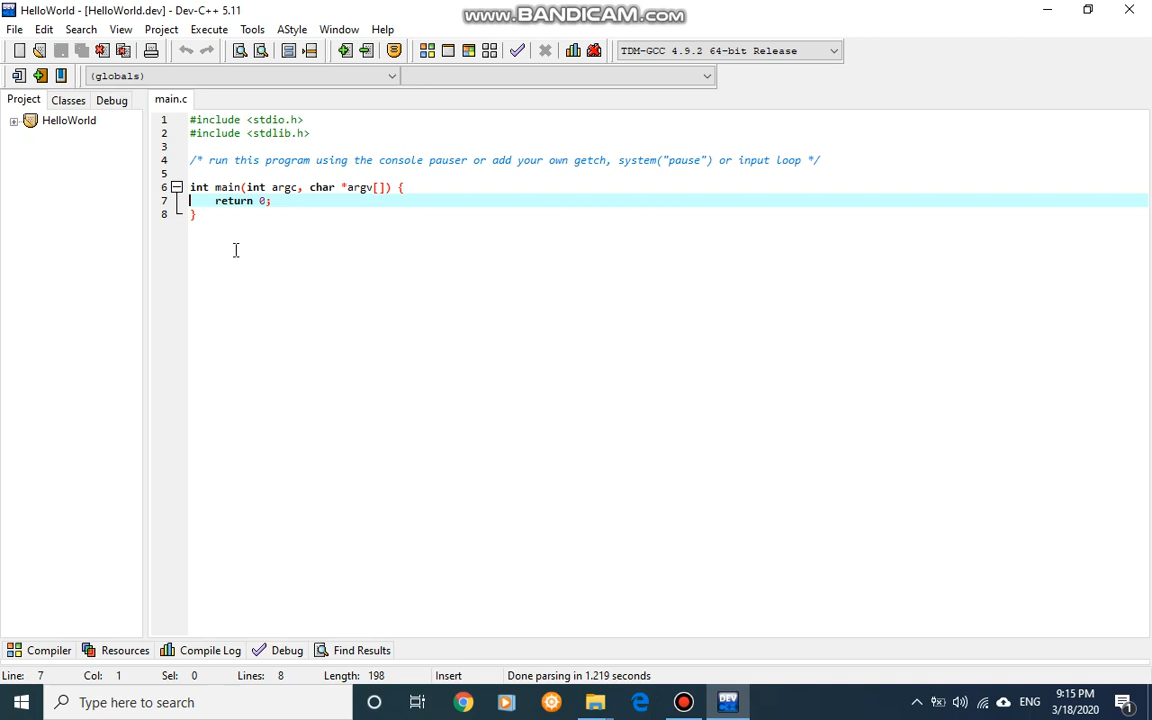 HelloWorld - [HelloWorld.dev] - Dev-C++ 5.11
www.BANDICAM.com
File Edit Search View Project Execute Tools AStyle Window Help
TDM-GCC 4.9.2 64-bit Release
(globals)
Project Classes Debug
main.c
HelloWorld
1 #include <stdio.h>
2 #include <stdlib.h>
3
4 /* run this program using the console pauser or add your own getch, system("pause") or input loop */
5
6 int main(int argc, char *argv[]) {
7 return 0;
8 }
Compiler Resources Compile Log Debug Find Results
Line: 7 Col: 1 Sel: 0 Lines: 8 Length: 198 Insert Done parsing in 1.219 seconds
Type here to search
DEV
ENG
9:15 PM
3/18/2020
1